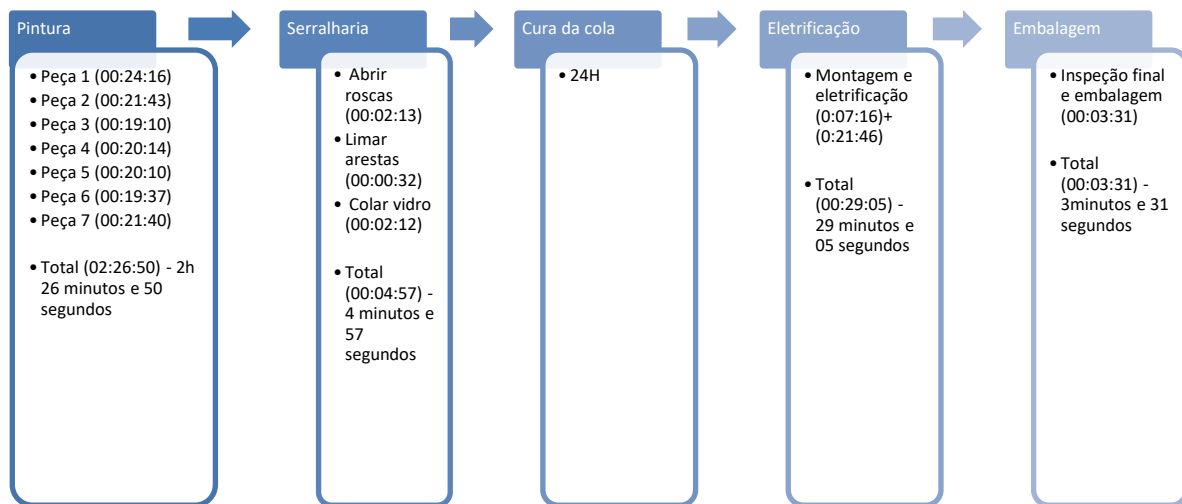 Pintura
• Peça 1 (00:24:16)
• Peça 2 (00:21:43)
• Peça 3 (00:19:10)
• Peça 4 (00:20:14)
• Peça 5 (00:20:10)
• Peça 6 (00:19:37)
• Peça 7 (00:21:40)
• Total (02:26:50) - 2h
26 minutos e 50
segundos
Serralharia
• Abrir
roscas
(00:02:13)
• Limar
arestas
(00:00:32)
• Colar vidro
(00:02:12)
• Total
(00:04:57) -
4 minutos e
57
segundos
Cura da cola
• 24H
Eletrificação
• Montagem e
eletrificação
(0:07:16)+
(0:21:46)
• Total
(00:29:05) -
29 minutos e
05 segundos
Embalagem
• Inspeção final
e embalagem
(00:03:31)
• Total
(00:03:31) -
3minutos e 31
segundos